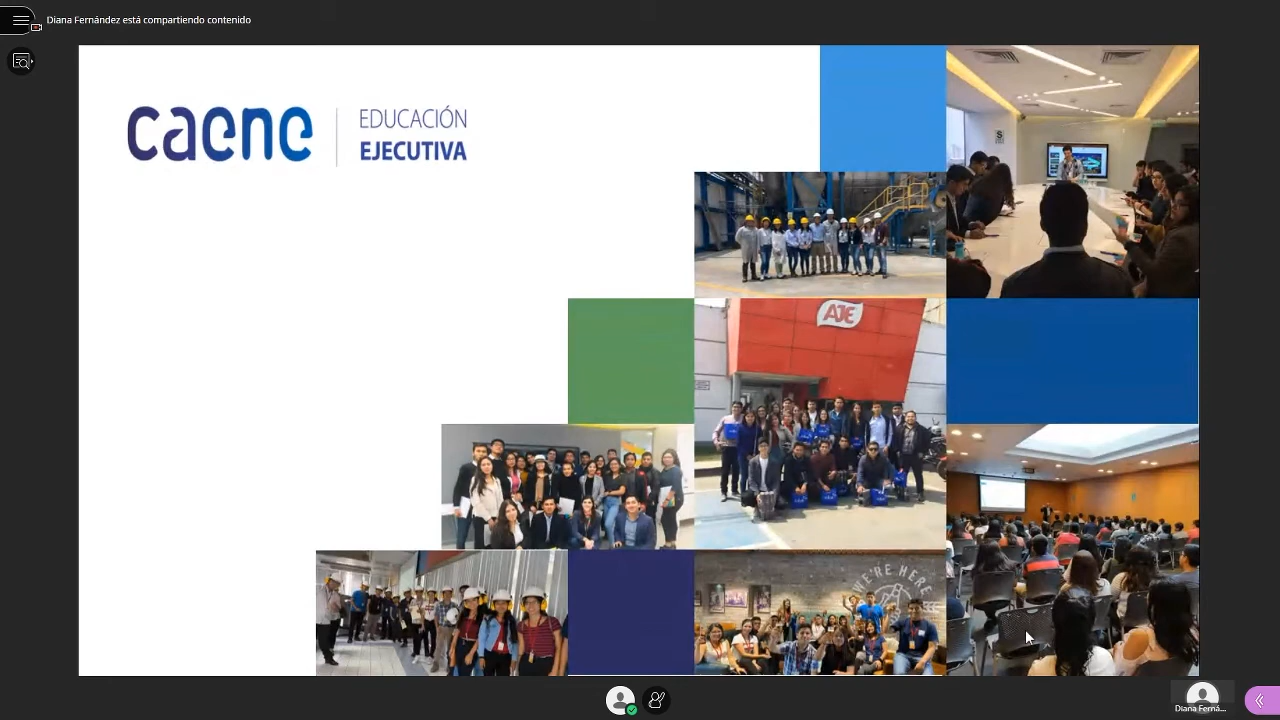 Diana Fernández está compartiendo contenido
caene
EDUCACIÓN
EJECUTIVA
S
AJE
WE'RE HERE
Diana Ferná...